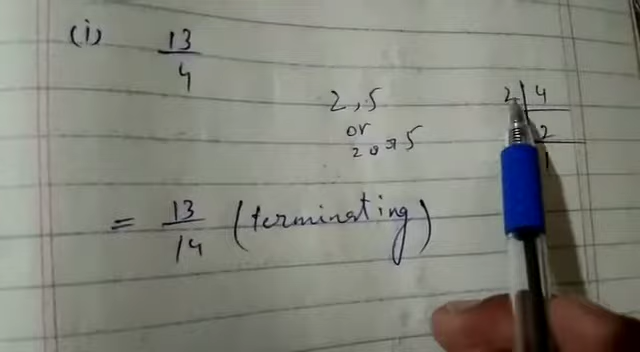 (i) 13/4
2,5
or
2 or 5
2 | 4
2
1
= 13/14 (terminating)